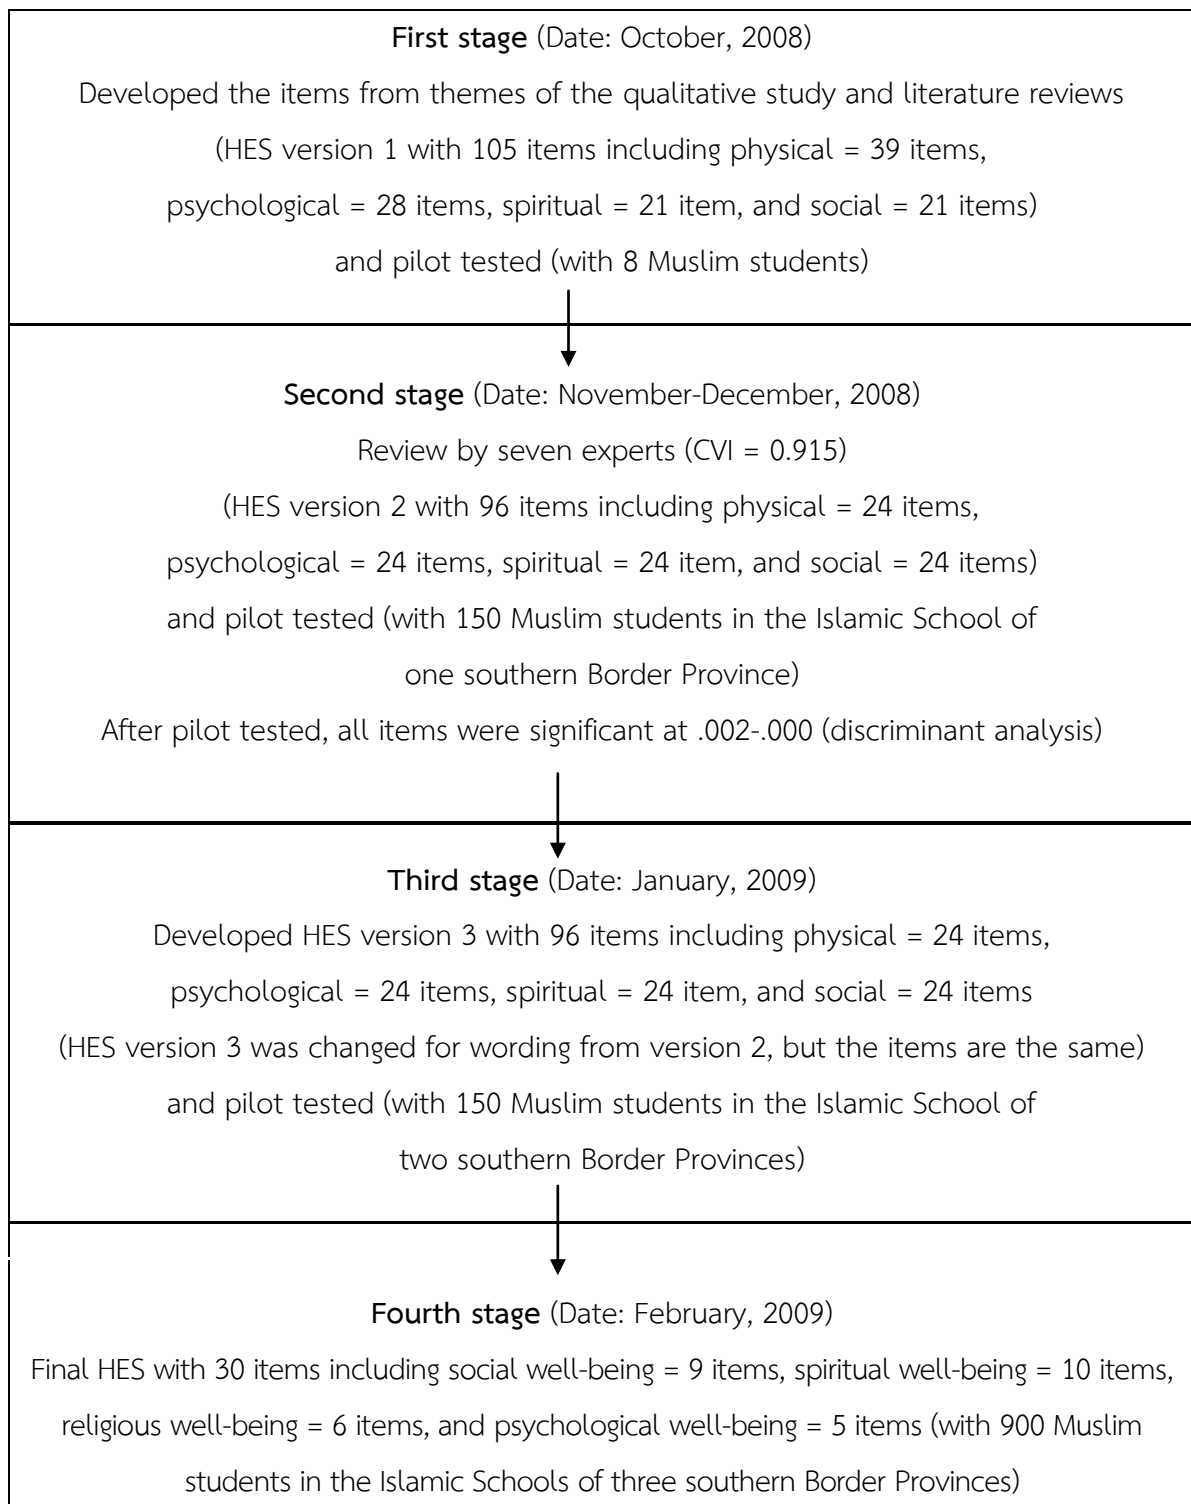 First stage (Date: October, 2008)
Developed the items from themes of the qualitative study and literature reviews
(HES version 1 with 105 items including physical = 39 items,
psychological = 28 items, spiritual = 21 item, and social = 21 items)
and pilot tested (with 8 Muslim students)
Second stage (Date: November-December, 2008)
Review by seven experts (CVI = 0.915)
(HES version 2 with 96 items including physical = 24 items,
psychological = 24 items, spiritual = 24 item, and social = 24 items)
and pilot tested (with 150 Muslim students in the Islamic School of
one southern Border Province)
After pilot tested, all items were significant at .002-.000 (discriminant analysis)
Third stage (Date: January, 2009)
Developed HES version 3 with 96 items including physical = 24 items,
psychological = 24 items, spiritual = 24 item, and social = 24 items
(HES version 3 was changed for wording from version 2, but the items are the same)
and pilot tested (with 150 Muslim students in the Islamic School of
two southern Border Provinces)
Fourth stage (Date: February, 2009)
Final HES with 30 items including social well-being = 9 items, spiritual well-being = 10 items,
religious well-being = 6 items, and psychological well-being = 5 items (with 900 Muslim
students in the Islamic Schools of three southern Border Provinces)